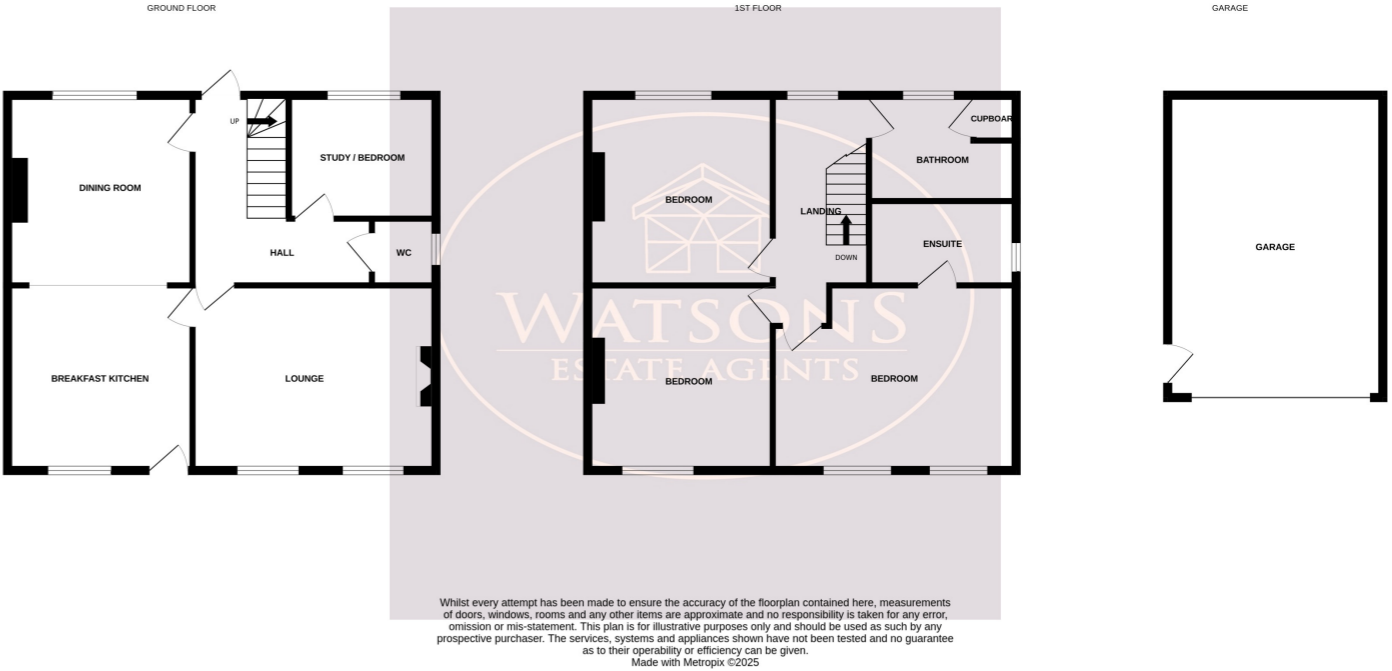 GROUND FLOOR
1ST FLOOR
GARAGE
UP
STUDY / BEDROOM
DINING ROOM
HALL
WC
BREAKFAST KITCHEN
LOUNGE
CUPBOAR
BATHROOM
BEDROOM
LANDING
ENSUITE
DOWN
BEDROOM
BEDROOM
WATSONS
ESTATE AGENTS
GARAGE
Whilst every attempt has been made to ensure the accuracy of the floorplan contained here, measurements
of doors, windows, rooms and any other items are approximate and no responsibility is taken for any error,
omission or mis-statement. This plan is for illustrative purposes only and should be used as such by any
prospective purchaser. The services, systems and appliances shown have not been tested and no guarantee
as to their operability or efficiency can be given.
Made with Metropix ©2025